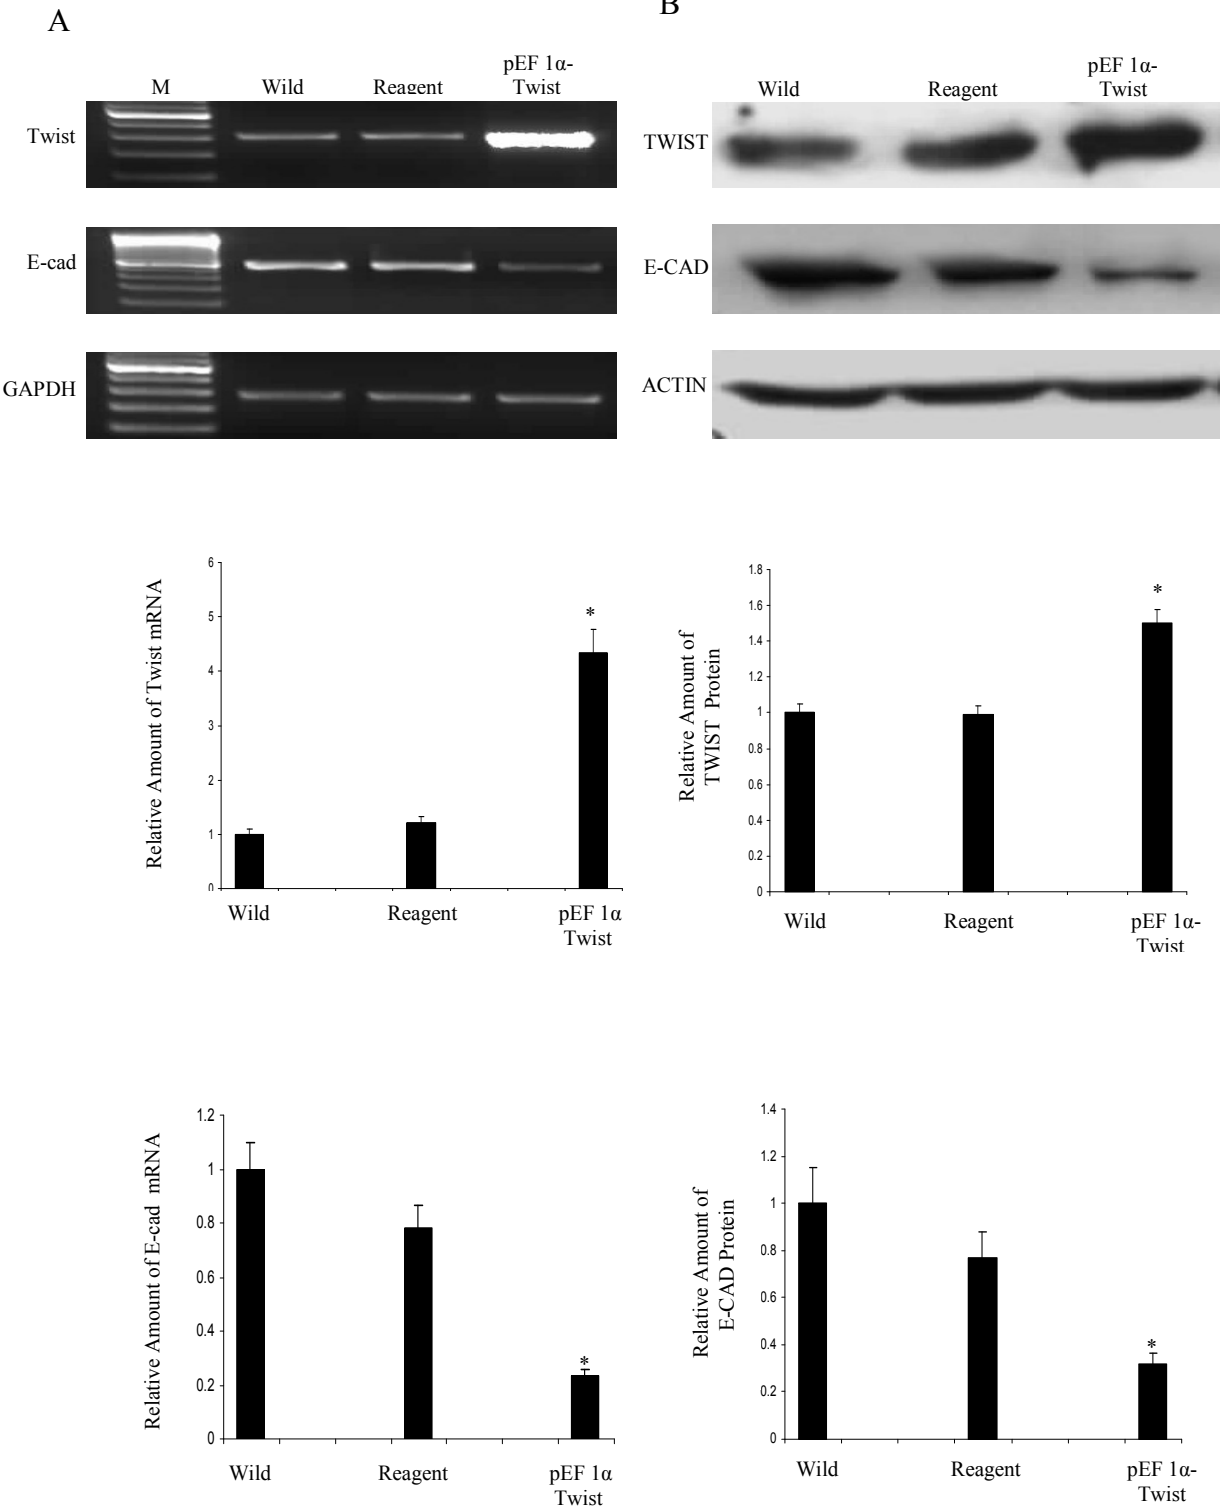 A
B
M
Wild
Reagent
pEF 1α-
Twist
Twist
E-cad
GAPDH
Wild
Reagent
pEF 1α-
Twist
TWIST
E-CAD
ACTIN
Relative Amount of Twist mRNA
6
5
4
3
2
1
0
*
Wild
Reagent
pEF 1α
Twist
Relative Amount of
TWIST Protein
1.8
1.6
1.4
1.2
1
0.8
0.6
0.4
0.2
0
*
Wild
Reagent
pEF 1α-
Twist
Relative Amount of E-cad mRNA
1.2
1
0.8
0.6
0.4
0.2
0
*
Wild
Reagent
pEF 1α
Twist
Relative Amount of
E-CAD Protein
1.4
1.2
1
0.8
0.6
0.4
0.2
0
*
Wild
Reagent
pEF 1α-
Twist